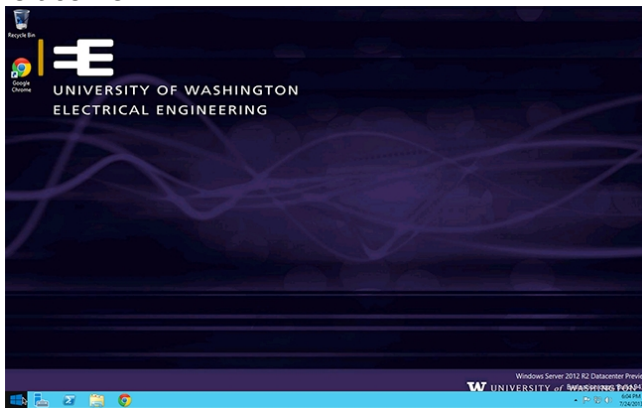 Recycle Bin
Google
Chrome
UNIVERSITY OF WASHINGTON
ELECTRICAL ENGINEERING
Windows Server 2012 R2 Datacenter Previe
W UNIVERSITY of
6:04 PM